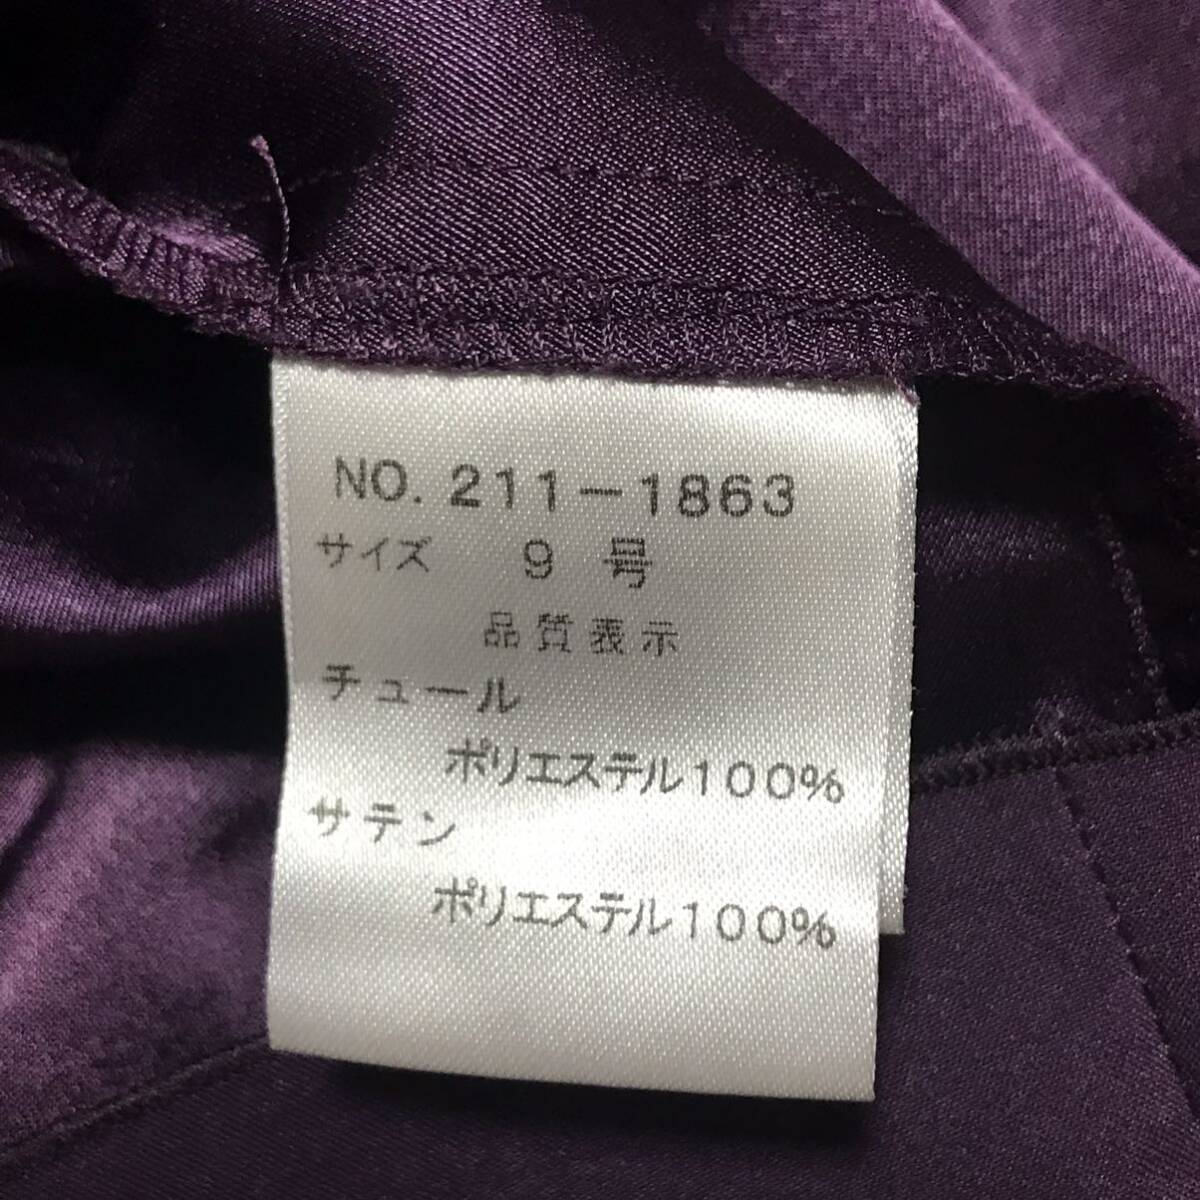 NO. 211-1863
サイズ 9 号
品質表示
チュール
ポリエステル100%
サテン
ポリエステル100%